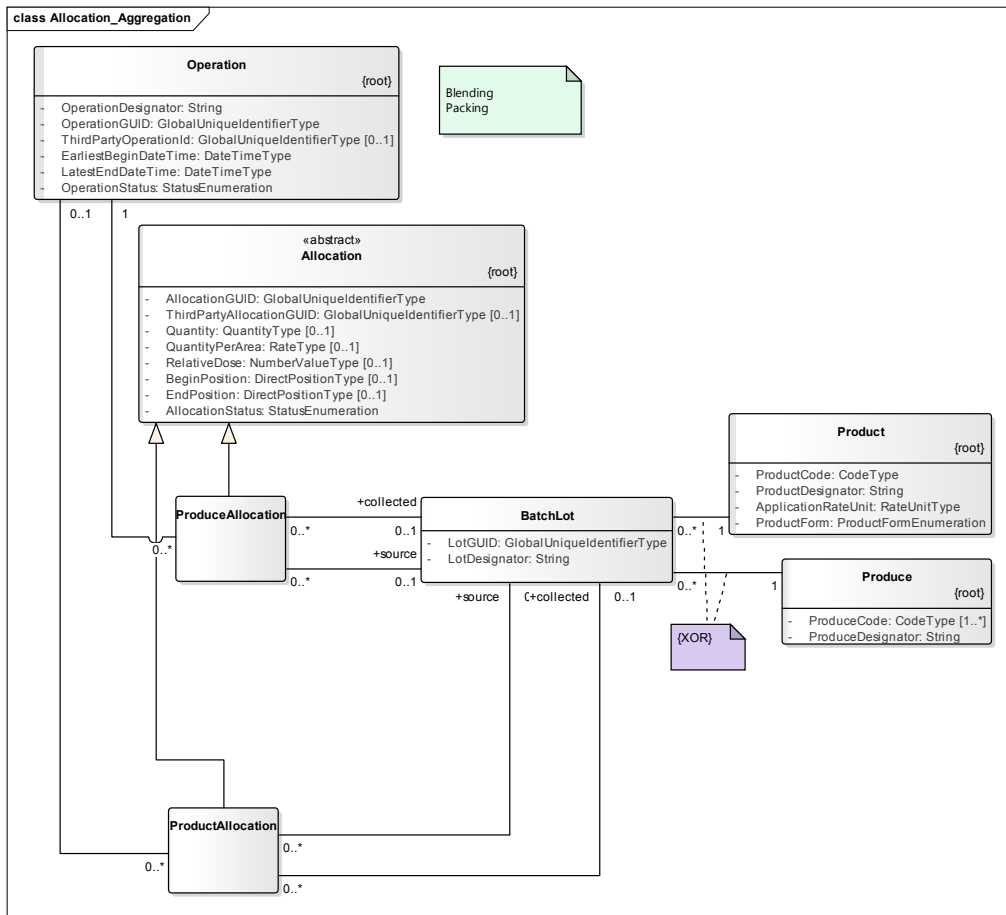 class Allocation_Aggregation
Operation
{root}
- OperationDesignator: String
- OperationGUID: GlobalUniqueIdentifierType
- ThirdPartyOperationId: GlobalUniqueIdentifierType [0..1]
- EarliestBeginDateTime: DateTimeType
- LatestEndDateTime: DateTimeType
- OperationStatus: StatusEnumeration
Blending
Packing
0..1
1
«abstract»
Allocation
{root}
- AllocationGUID: GlobalUniqueIdentifierType
- ThirdPartyAllocationGUID: GlobalUniqueIdentifierType [0..1]
- Quantity: QuantityType [0..1]
- QuantityPerArea: RateType [0..1]
- RelativeDose: NumberValueType [0..1]
- BeginPosition: DirectPositionType [0..1]
- EndPosition: DirectPositionType [0..1]
- AllocationStatus: StatusEnumeration
Product
{root}
- ProductCode: CodeType
- ProductDesignator: String
- ApplicationRateUnit: RateUnitType
- ProductForm: ProductFormEnumeration
ProduceAllocation
0..*
+collected
0..*
0..1
+source
0..*
0..1
BatchLot
- LotGUID: GlobalUniqueIdentifierType
- LotDesignator: String
0..*
1
0..*
1
Produce
{root}
- ProduceCode: CodeType [1..*]
- ProduceDesignator: String
+source
+collected
0..1
{XOR}
ProductAllocation
0..*
0..*
0..*